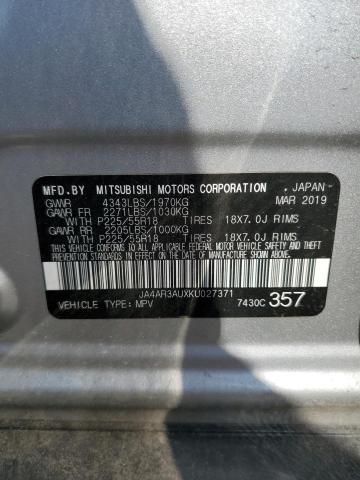 MFD.BY MITSUBISHI MOTORS CORPORATION , JAPAN
GVWR 4343LBS/1970KG MAR 2019
GAWR FR 2271LBS/1030KG
WITH P225/55R18 TIRES 18X7.0J RIMS
GAWR RR 2205LBS/1000KG
WITH P225/55R18 TIRES 18X7.0J RIMS
THIS VEHICLE CONFORMS TO ALL APPLICABLE FEDERAL
MOTOR VEHICLE SAFETY, BUMPER, AND THEFT
PREVENTION STANDARDS IN EFFECT ON THE DATE OF
MANUFACTURE SHOWN ABOVE.
JA4AR3AUXKU027371
VEHICLE TYPE: MPV 7430C 357